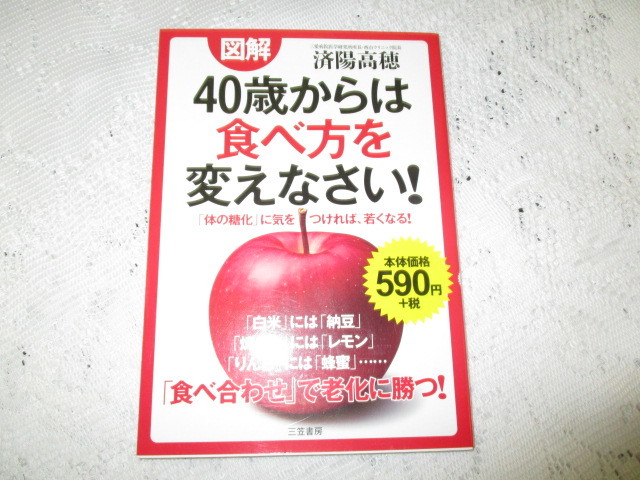 図解
済陽高穂
40歳からは
食べ方を
変えなさい!
「体の糖化」に気をつければ、若くなる!
本体価格
590円
+税
「白米」には「納豆」
には「レモン」
「りん には「蜂蜜」……
「食べ合わせ」で老化に勝つ!
三笠書房